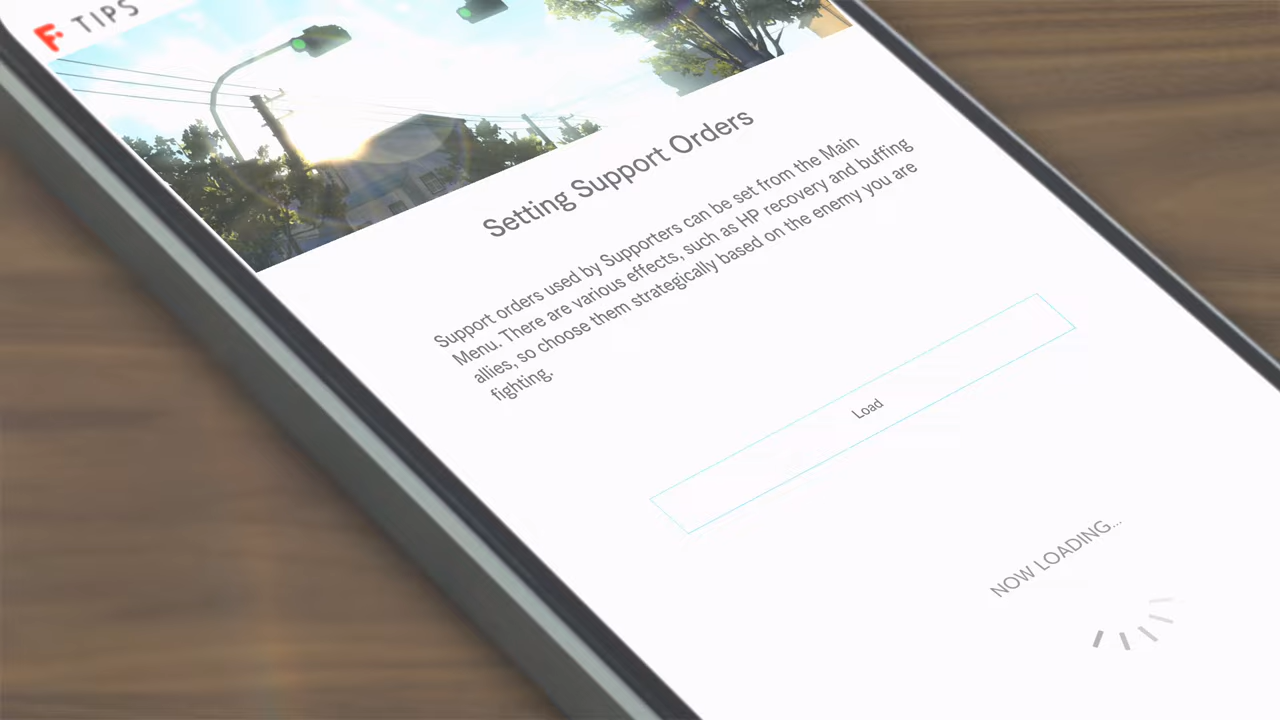 F TIPS
Setting Support Orders
Support orders used by Supporters can be set from the Main
Menu. There are various effects, such as HP recovery and buffing
allies, so choose them strategically based on the enemy you are
fighting.
Load
NOW LOADING...